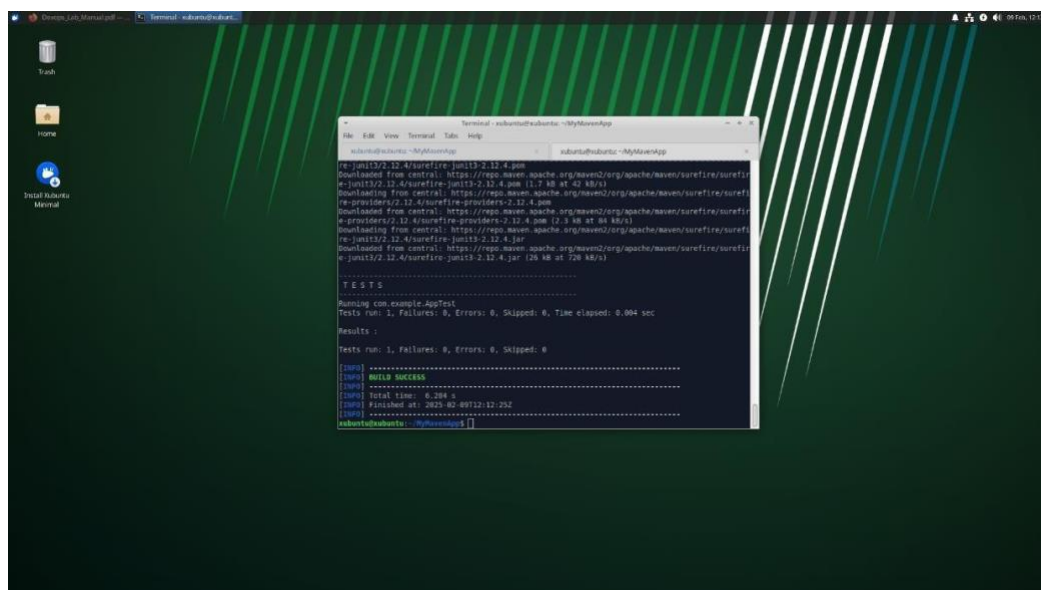 Devops_Lab_Manual.pdf — ...
Terminal - xubuntu@xubunt...
09 Feb, 12:1
Trash
Home
Install Xubuntu
Minimal
Terminal - xubuntu@xubuntu: ~/MyMavenApp
File Edit View Terminal Tabs Help
xubuntu@xubuntu: ~/MyMavenApp
xubuntu@xubuntu: ~/MyMavenApp
re-junit3/2.12.4/surefire-junit3-2.12.4.pom
Downloaded from central: https://repo.maven.apache.org/maven2/org/apache/maven/surefire/surefir
e-junit3/2.12.4/surefire-junit3-2.12.4.pom (1.7 kB at 42 kB/s)
Downloading from central: https://repo.maven.apache.org/maven2/org/apache/maven/surefire/surefi
re-providers/2.12.4/surefire-providers-2.12.4.pom
Downloaded from central: https://repo.maven.apache.org/maven2/org/apache/maven/surefire/surefir
e-providers/2.12.4/surefire-providers-2.12.4.pom (2.3 kB at 84 kB/s)
Downloading from central: https://repo.maven.apache.org/maven2/org/apache/maven/surefire/surefi
re-junit3/2.12.4/surefire-junit3-2.12.4.jar
Downloaded from central: https://repo.maven.apache.org/maven2/org/apache/maven/surefire/surefir
e-junit3/2.12.4/surefire-junit3-2.12.4.jar (26 kB at 720 kB/s)
-------------------------------------------------------
T E S T S
-------------------------------------------------------
Running com.example.AppTest
Tests run: 1, Failures: 0, Errors: 0, Skipped: 0, Time elapsed: 0.004 sec
Results :
Tests run: 1, Failures: 0, Errors: 0, Skipped: 0
[INFO] ------------------------------------------------------------------------
[INFO] BUILD SUCCESS
[INFO] ------------------------------------------------------------------------
[INFO] Total time: 6.204 s
[INFO] Finished at: 2025-02-09T12:12:25Z
[INFO] ------------------------------------------------------------------------
xubuntu@xubuntu:~/MyMavenApp$